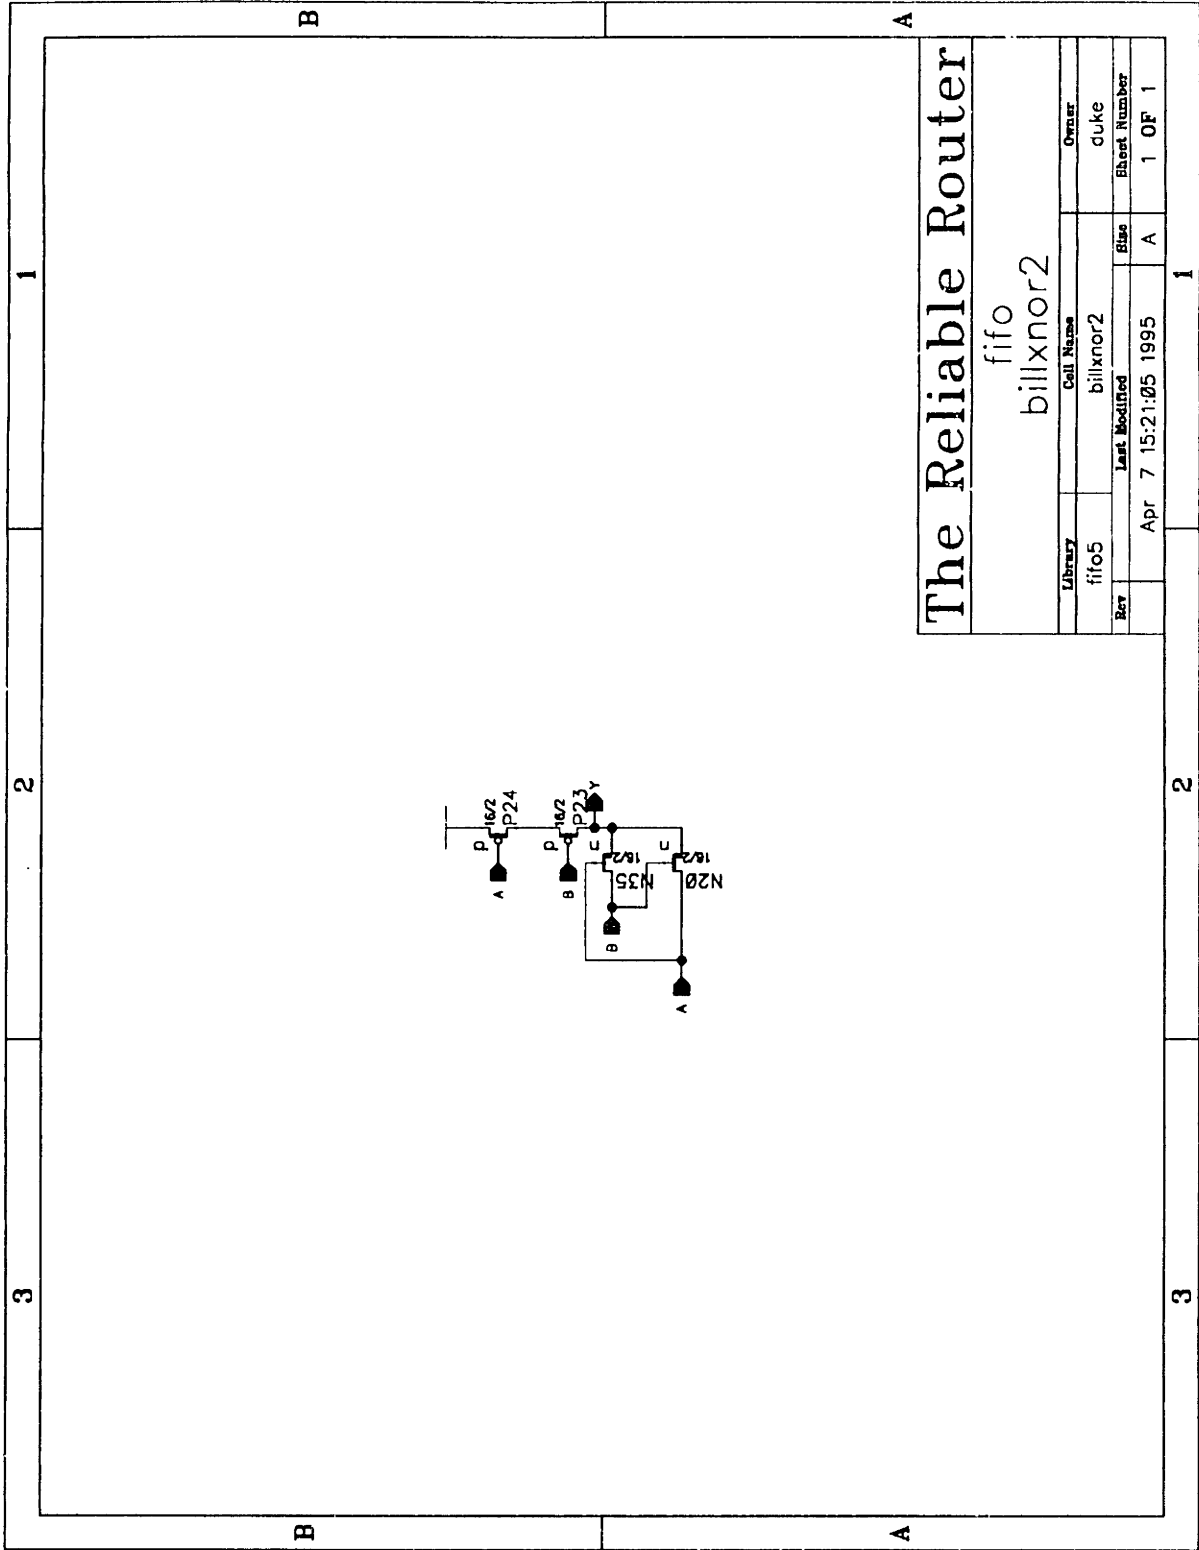 3
2
1
B
B
A
A
A
p
16/2
P24
B
p
16/2
P23
Y
B
n
16/2
N35
A
n
16/2
N20
The Reliable Router
fifo
billxnor2
Library
Cell Name
Owner
fifo5
billxnor2
duke
Rev
Last Modified
Size
Sheet Number
Apr 7 15:21:05 1995
A
1 OF 1
3
2
1